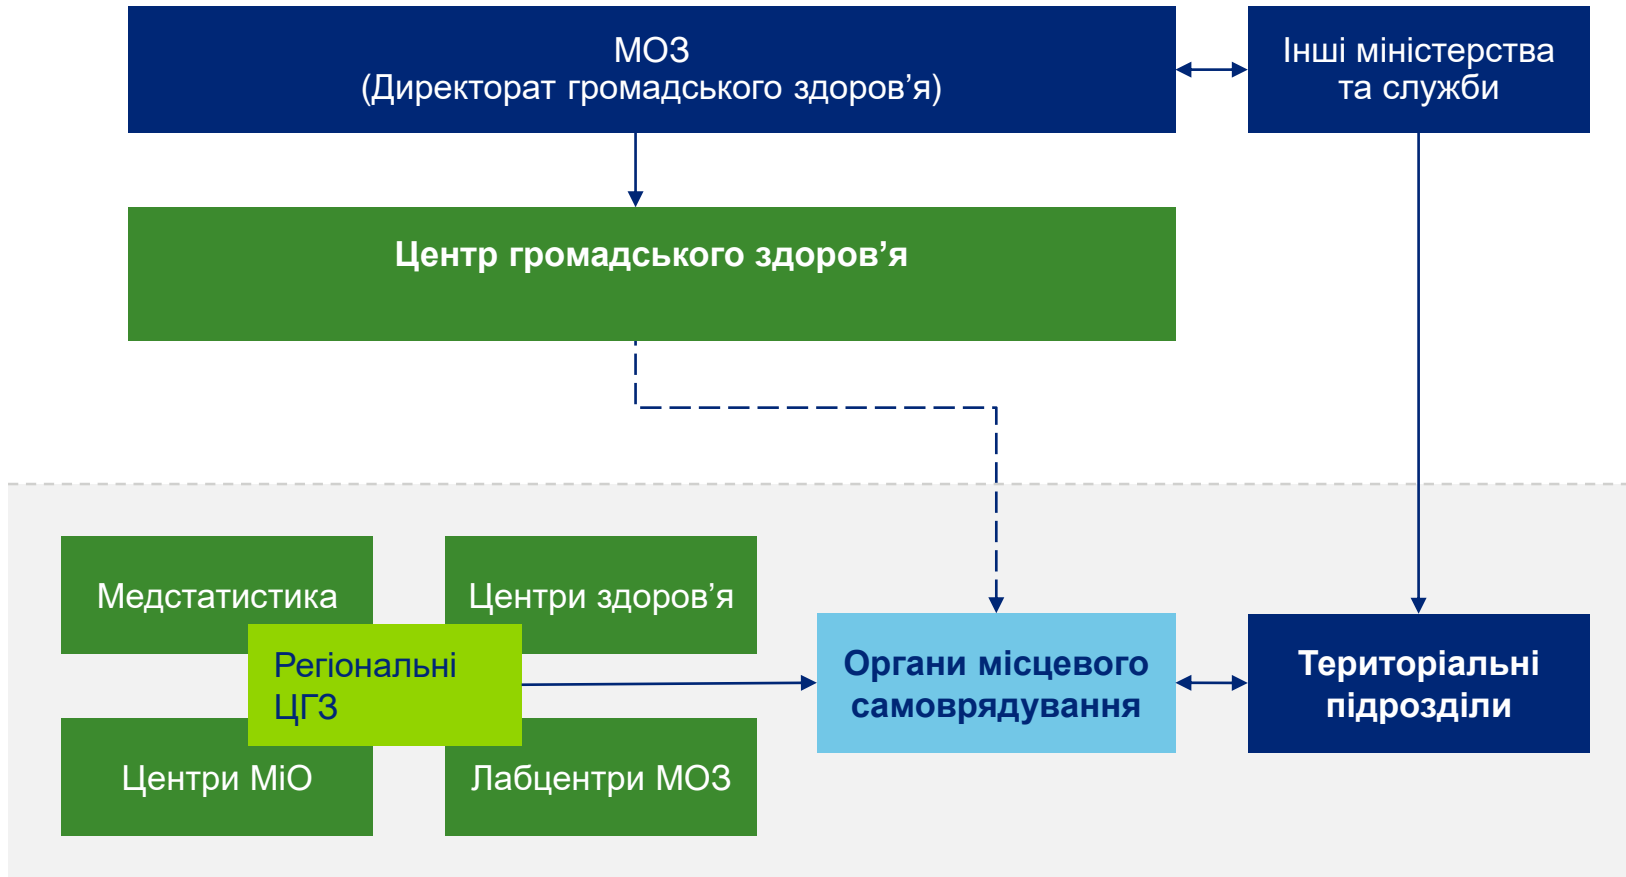 МОЗ
(Директорат громадського здоров’я)
Інші міністерства
та служби
Центр громадського здоров’я
Медстатистика
Центри здоров’я
Регіональні
ЦГЗ
Органи місцевого
самоврядування
Територіальні
підрозділи
Центри МіО
Лабцентри МОЗ